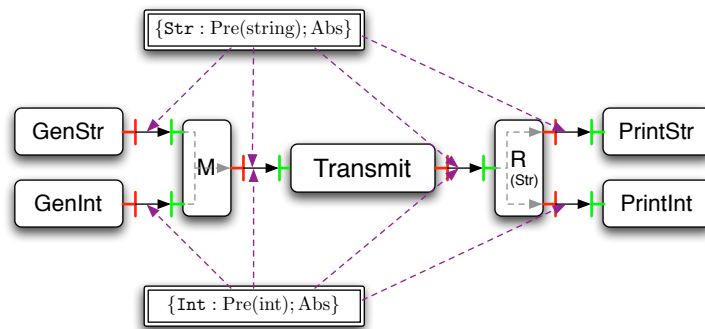 {Str : Pre(string); Abs}
GenStr
PrintStr
M
Transmit
R
(Str)
GenInt
PrintInt
{Int : Pre(int); Abs}